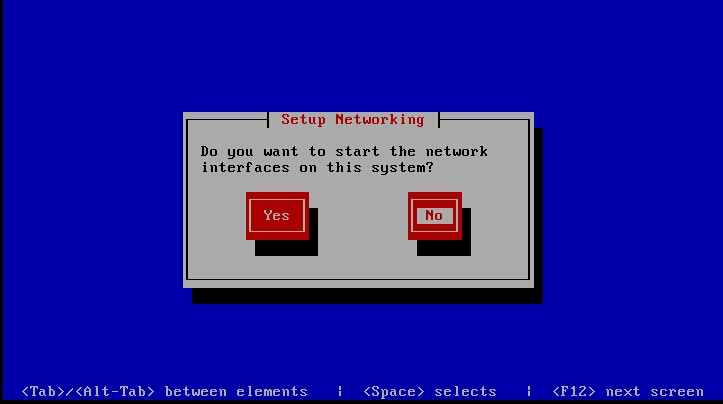 Setup Networking
Do you want to start the network
interfaces on this system?
Yes No
<Tab>/<Alt-Tab> between elements | <Space> selects | <F12> next screen